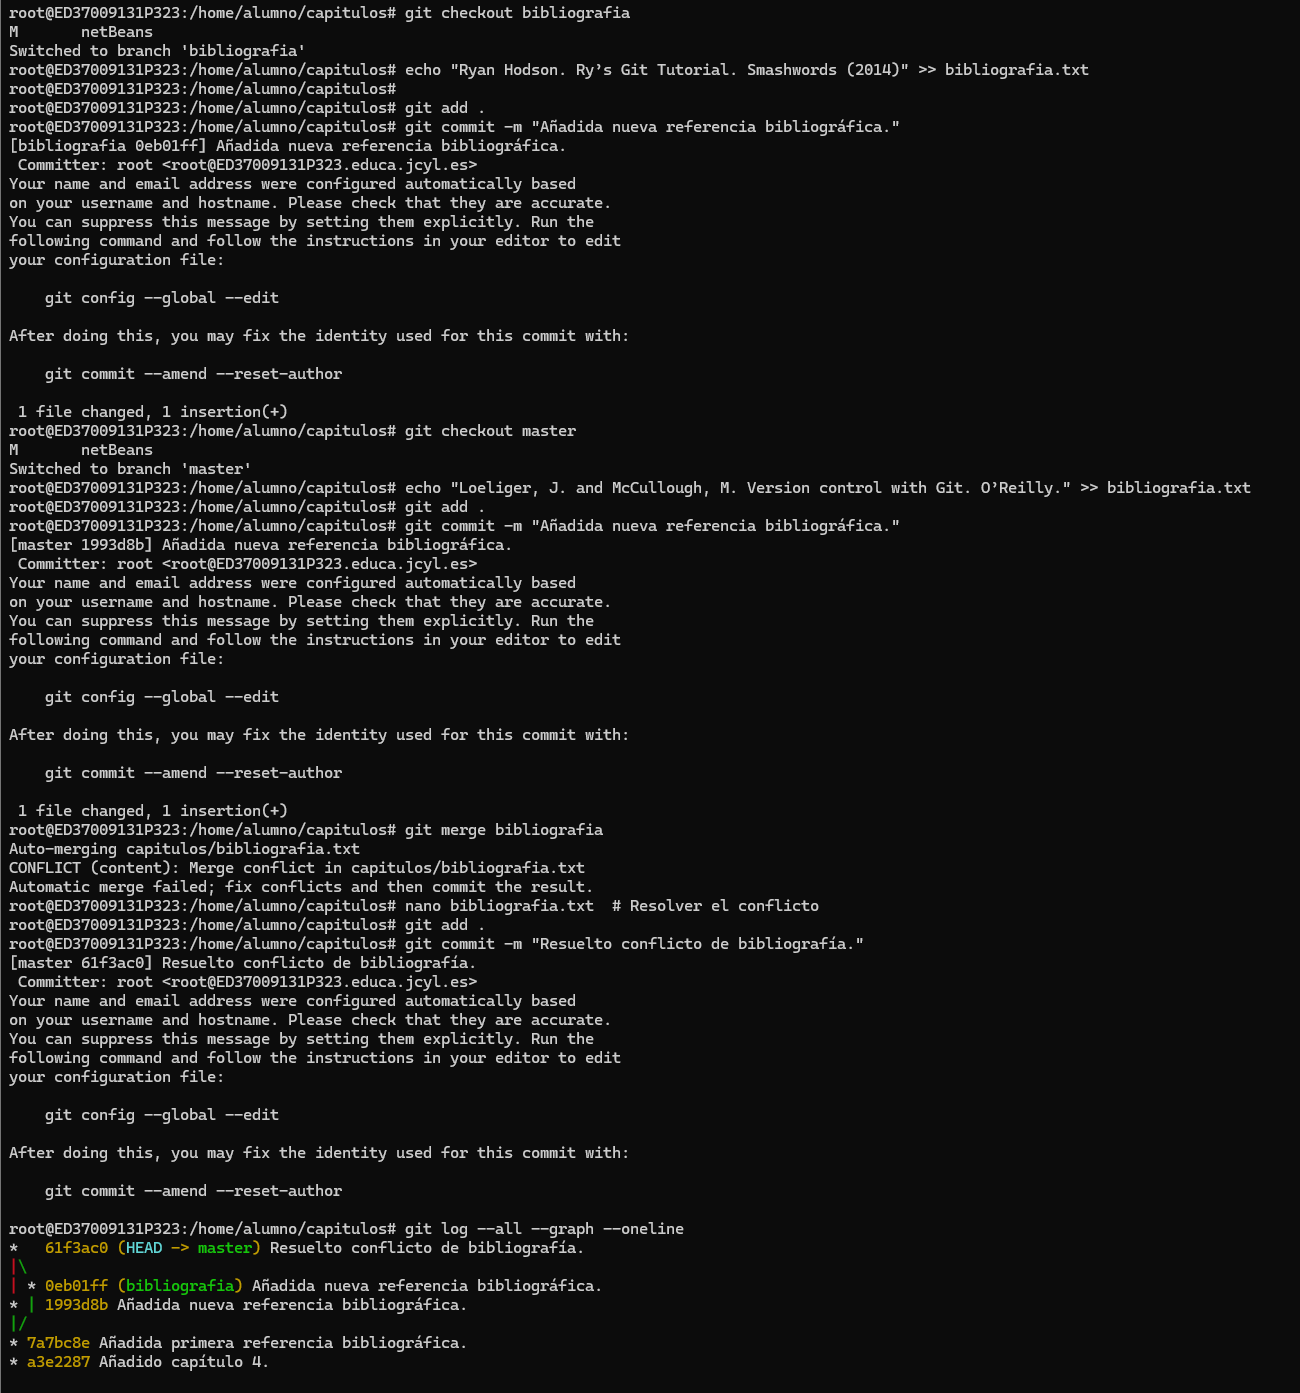 root@ED37009131P323:/home/alumno/capitulos# git checkout bibliografia
M       netBeans
Switched to branch 'bibliografia'
root@ED37009131P323:/home/alumno/capitulos# echo "Ryan Hodson. Ry’s Git Tutorial. Smashwords (2014)" >> bibliografia.txt
root@ED37009131P323:/home/alumno/capitulos#
root@ED37009131P323:/home/alumno/capitulos# git add .
root@ED37009131P323:/home/alumno/capitulos# git commit -m "Añadida nueva referencia bibliográfica."
[bibliografia 0eb01ff] Añadida nueva referencia bibliográfica.
 Committer: root <root@ED37009131P323.educa.jcyl.es>
Your name and email address were configured automatically based
on your username and hostname. Please check that they are accurate.
You can suppress this message by setting them explicitly. Run the
following command and follow the instructions in your editor to edit
your configuration file:

    git config --global --edit

After doing this, you may fix the identity used for this commit with:

    git commit --amend --reset-author

 1 file changed, 1 insertion(+)
root@ED37009131P323:/home/alumno/capitulos# git checkout master
M       netBeans
Switched to branch 'master'
root@ED37009131P323:/home/alumno/capitulos# echo "Loeliger, J. and McCullough, M. Version control with Git. O’Reilly." >> bibliografia.txt
root@ED37009131P323:/home/alumno/capitulos# git add .
root@ED37009131P323:/home/alumno/capitulos# git commit -m "Añadida nueva referencia bibliográfica."
[master 1993d8b] Añadida nueva referencia bibliográfica.
 Committer: root <root@ED37009131P323.educa.jcyl.es>
Your name and email address were configured automatically based
on your username and hostname. Please check that they are accurate.
You can suppress this message by setting them explicitly. Run the
following command and follow the instructions in your editor to edit
your configuration file:

    git config --global --edit

After doing this, you may fix the identity used for this commit with:

    git commit --amend --reset-author

 1 file changed, 1 insertion(+)
root@ED37009131P323:/home/alumno/capitulos# git merge bibliografia
Auto-merging capitulos/bibliografia.txt
CONFLICT (content): Merge conflict in capitulos/bibliografia.txt
Automatic merge failed; fix conflicts and then commit the result.
root@ED37009131P323:/home/alumno/capitulos# nano bibliografia.txt  # Resolver el conflicto
root@ED37009131P323:/home/alumno/capitulos# git add .
root@ED37009131P323:/home/alumno/capitulos# git commit -m "Resuelto conflicto de bibliografía."
[master 61f3ac0] Resuelto conflicto de bibliografía.
 Committer: root <root@ED37009131P323.educa.jcyl.es>
Your name and email address were configured automatically based
on your username and hostname. Please check that they are accurate.
You can suppress this message by setting them explicitly. Run the
following command and follow the instructions in your editor to edit
your configuration file:

    git config --global --edit

After doing this, you may fix the identity used for this commit with:

    git commit --amend --reset-author

root@ED37009131P323:/home/alumno/capitulos# git log --all --graph --oneline
*   61f3ac0 (HEAD -> master) Resuelto conflicto de bibliografía.
|\
| * 0eb01ff (bibliografia) Añadida nueva referencia bibliográfica.
* | 1993d8b Añadida nueva referencia bibliográfica.
|/
* 7a7bc8e Añadida primera referencia bibliográfica.
* a3e2287 Añadido capítulo 4.